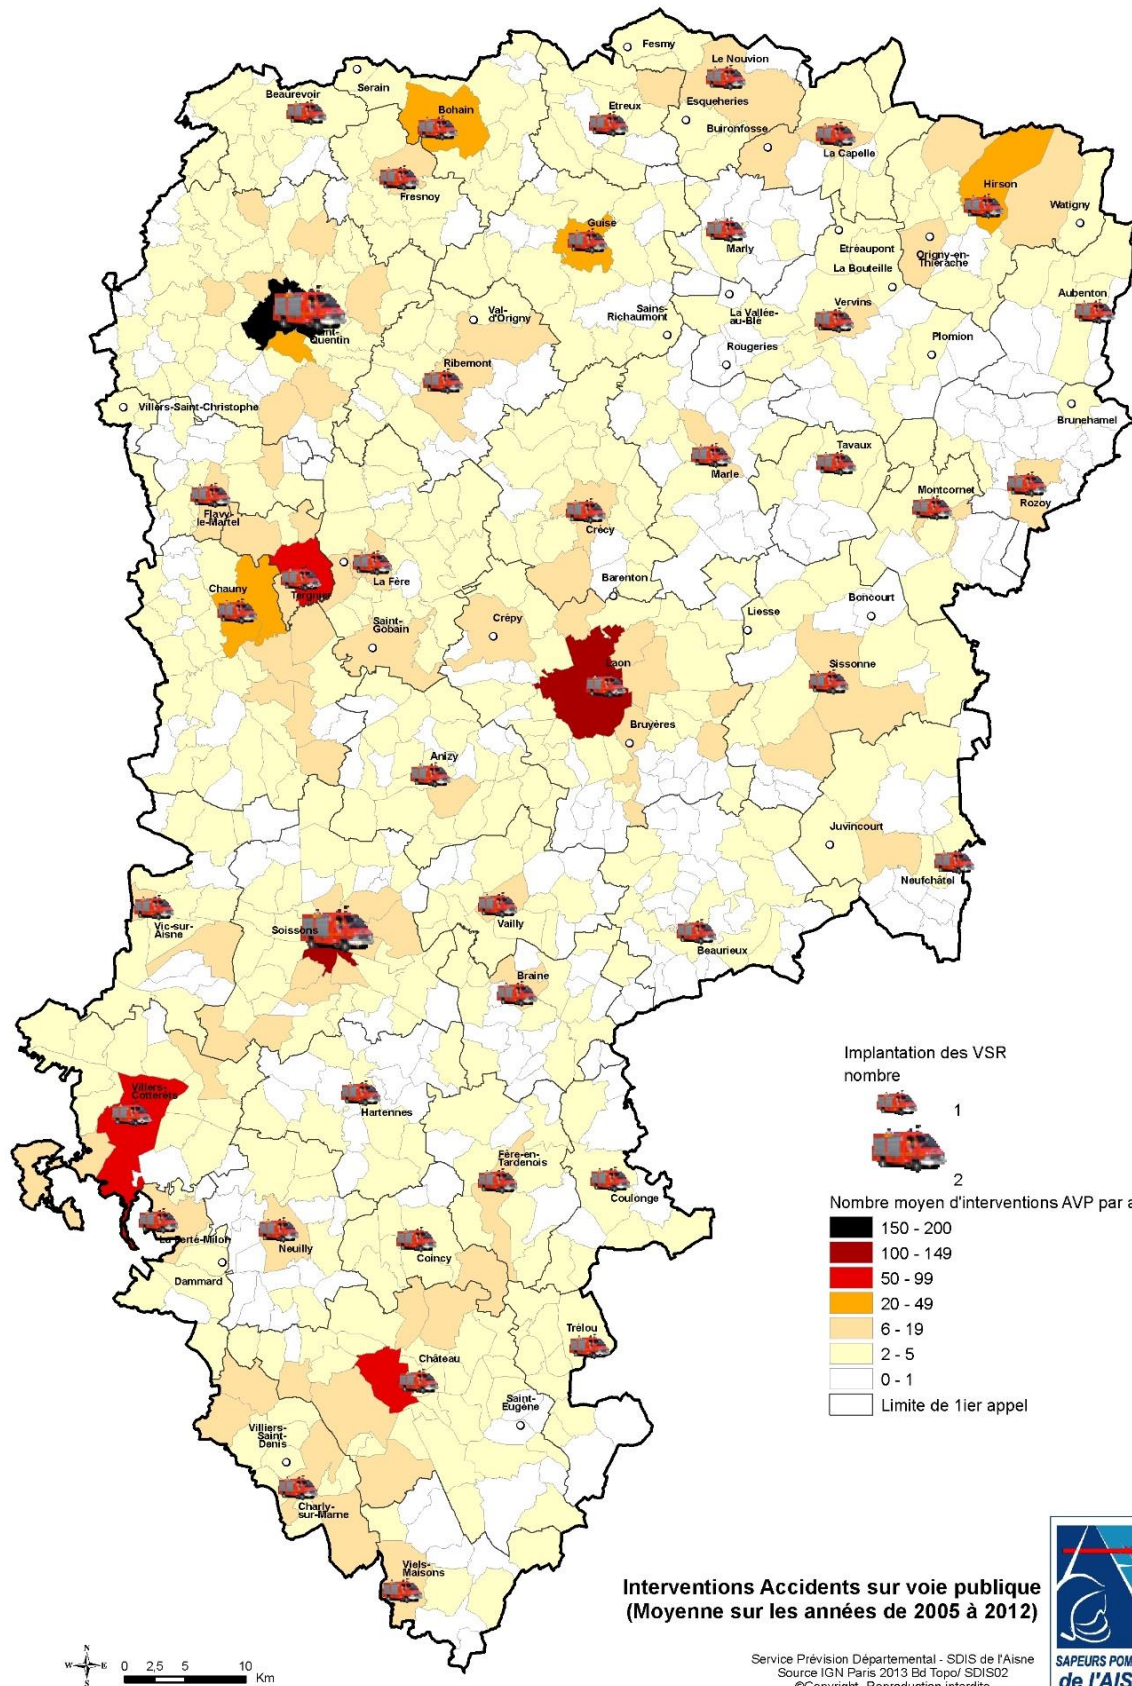 Fesmy
Le Nouvion
Serain
Beaurevoir
Bohain
Etreux
Esqueheries
Buironfosse
La Capelle
Fresnoy
Hirson
Watigny
Guise
Marly
Etréaupont
Origny-en-
Thiérache
La Bouteille
Aubenton
Val-
d'Origny
Sains-
Richaumont
La Vallée-
au-Blé
Vervins
Quentin
Plomion
Rougeries
Ribemont
Villers-Saint-Christophe
Brunehamel
Marle
Tavaux
Montcornet
Rozoy
Flavy-
le-Martel
Crécy
La Fère
Chauny
Tergnier
Barenton
Boncourt
Liesse
Saint-
Gobain
Crépy
Laon
Sissonne
Bruyères
Anizy
Juvincourt
Neufchâtel
Vic-sur-
Aisne
Soissons
Vailly
Beaurieux
Braine
Villers-
Cotterêts
Hartennes
Fère-en-
Tardenois
Coulonge
La Ferté-Milon
Neuilly
Coincy
Dammard
Trélou
Château
Saint-
Eugène
Villiers-
Saint-
Denis
Charly-
sur-Marne
Viels-
Maisons
Implantation des VSR
nombre
1
2
Nombre moyen d'interventions AVP par a
150 - 200
100 - 149
50 - 99
20 - 49
6 - 19
2 - 5
0 - 1
Limite de 1ier appel
Interventions Accidents sur voie publique
(Moyenne sur les années de 2005 à 2012)
Service Prévision Départemental - SDIS de l'Aisne
Source IGN Paris 2013 Bd Topo/ SDIS02
©Copyright Reproduction interdite
SAPEURS POM
de l'AIS
N
W E
S
0 2,5 5 10
Km